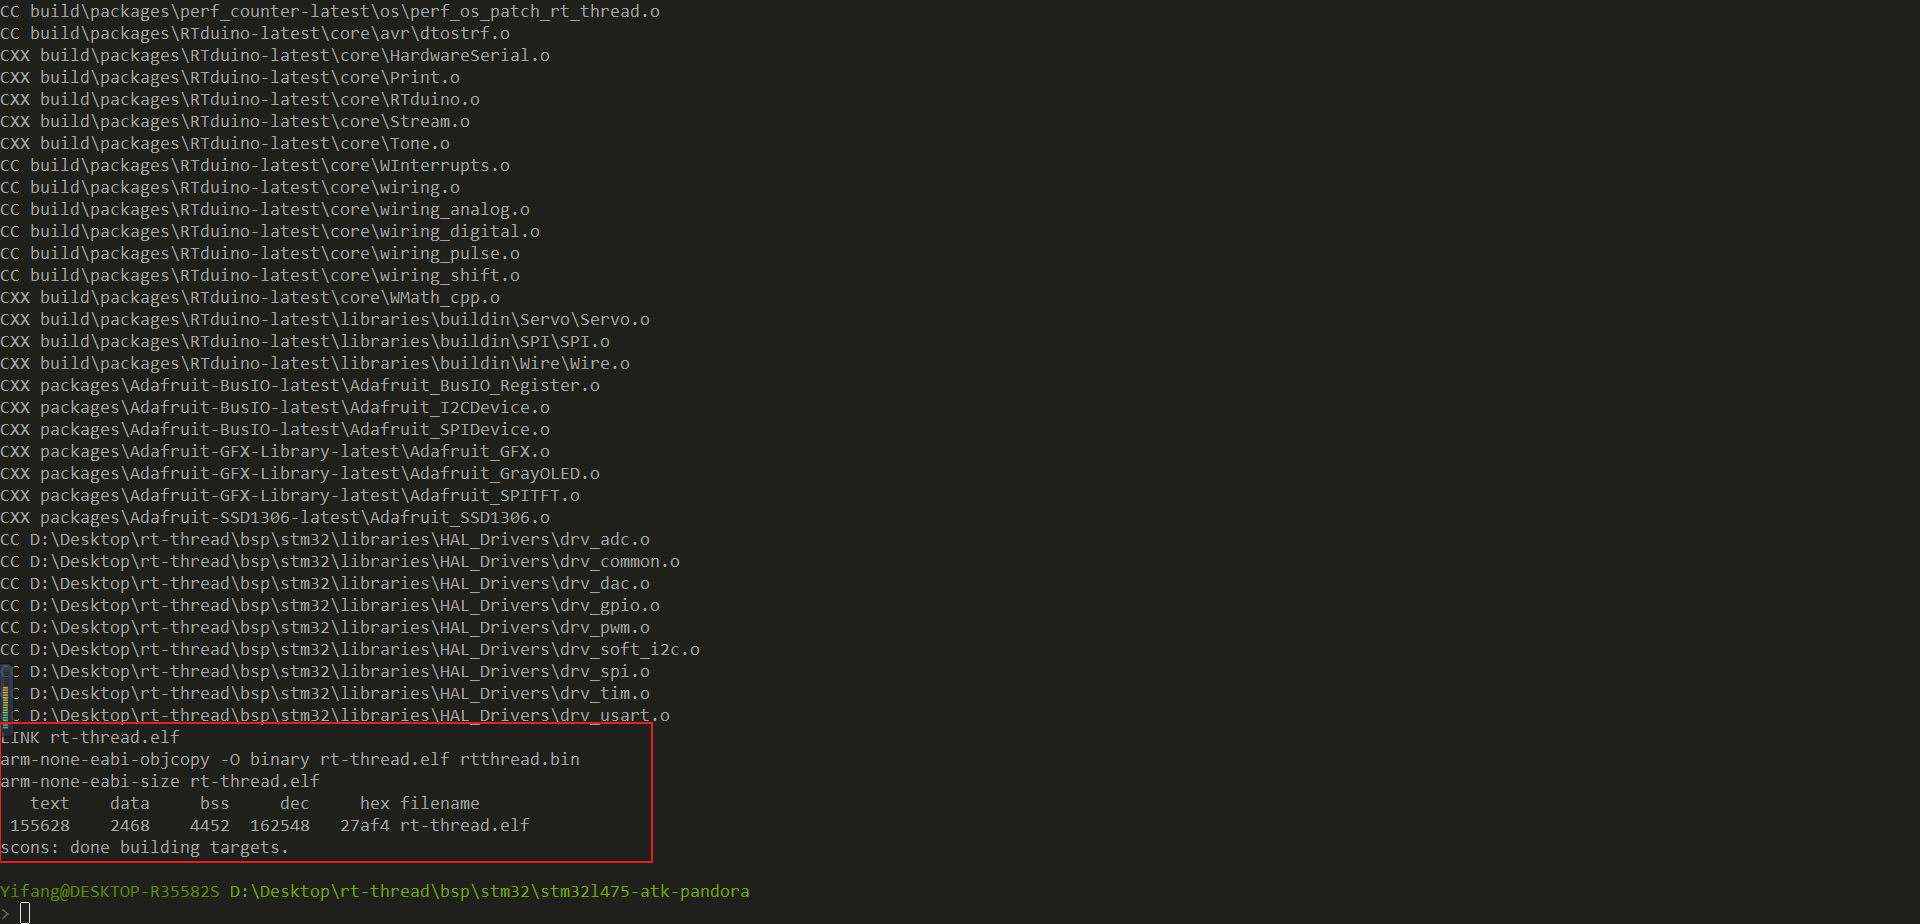 CC build\packages\perf_counter-latest\os\perf_os_patch_rt_thread.o
CC build\packages\RTduino-latest\core\avr\dtostrf.o
CXX build\packages\RTduino-latest\core\HardwareSerial.o
CXX build\packages\RTduino-latest\core\Print.o
CXX build\packages\RTduino-latest\core\RTduino.o
CXX build\packages\RTduino-latest\core\Stream.o
CXX build\packages\RTduino-latest\core\Tone.o
CC build\packages\RTduino-latest\core\WInterrupts.o
CC build\packages\RTduino-latest\core\wiring.o
CC build\packages\RTduino-latest\core\wiring_analog.o
CC build\packages\RTduino-latest\core\wiring_digital.o
CC build\packages\RTduino-latest\core\wiring_pulse.o
CC build\packages\RTduino-latest\core\wiring_shift.o
CXX build\packages\RTduino-latest\core\WMath_cpp.o
CXX build\packages\RTduino-latest\libraries\buildin\Servo\Servo.o
CXX build\packages\RTduino-latest\libraries\buildin\SPI\SPI.o
CXX build\packages\RTduino-latest\libraries\buildin\Wire\Wire.o
CXX packages\Adafruit-BusIO-latest\Adafruit_BusIO_Register.o
CXX packages\Adafruit-BusIO-latest\Adafruit_I2CDevice.o
CXX packages\Adafruit-BusIO-latest\Adafruit_SPIDevice.o
CXX packages\Adafruit-GFX-Library-latest\Adafruit_GFX.o
CXX packages\Adafruit-GFX-Library-latest\Adafruit_GrayOLED.o
CXX packages\Adafruit-GFX-Library-latest\Adafruit_SPITFT.o
CXX packages\Adafruit-SSD1306-latest\Adafruit_SSD1306.o
CC D:\Desktop\rt-thread\bsp\stm32\libraries\HAL_Drivers\drv_adc.o
CC D:\Desktop\rt-thread\bsp\stm32\libraries\HAL_Drivers\drv_common.o
CC D:\Desktop\rt-thread\bsp\stm32\libraries\HAL_Drivers\drv_dac.o
CC D:\Desktop\rt-thread\bsp\stm32\libraries\HAL_Drivers\drv_gpio.o
CC D:\Desktop\rt-thread\bsp\stm32\libraries\HAL_Drivers\drv_pwm.o
CC D:\Desktop\rt-thread\bsp\stm32\libraries\HAL_Drivers\drv_soft_i2c.o
CC D:\Desktop\rt-thread\bsp\stm32\libraries\HAL_Drivers\drv_spi.o
CC D:\Desktop\rt-thread\bsp\stm32\libraries\HAL_Drivers\drv_tim.o
CC D:\Desktop\rt-thread\bsp\stm32\libraries\HAL_Drivers\drv_usart.o
LINK rt-thread.elf
arm-none-eabi-objcopy -O binary rt-thread.elf rtthread.bin
arm-none-eabi-size rt-thread.elf
   text    data     bss     dec     hex filename
 155628    2468    4452  162548   27af4 rt-thread.elf
scons: done building targets.
Yifang@DESKTOP-R35582S D:\Desktop\rt-thread\bsp\stm32\stm32l475-atk-pandora
>